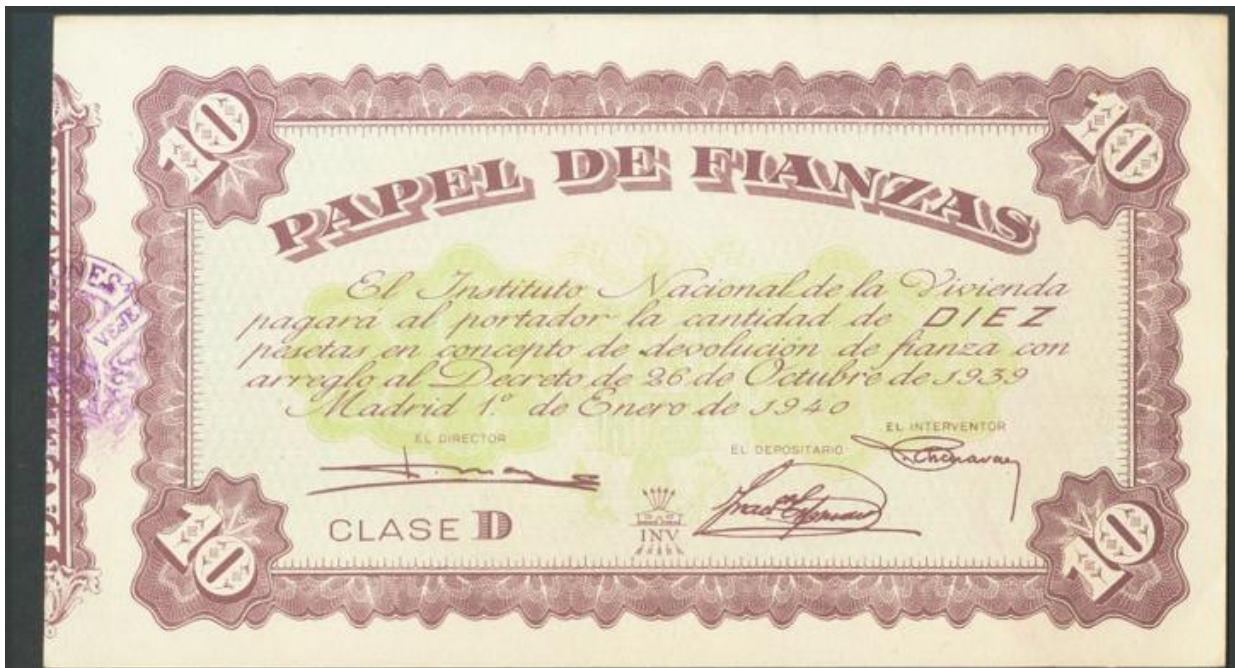 10
10
PAPEL DE FIANZAS
El Instituto Nacional de la Vivienda
pagará al portador la cantidad de DIEZ
pesetas en concepto de devolución de fianza con
arreglo al Decreto de 26 de Octubre de 1939
Madrid 1.º de Enero de 1940
EL DIRECTOR
EL DEPOSITARIO
EL INTERVENTOR
CLASE D
INV
10
10